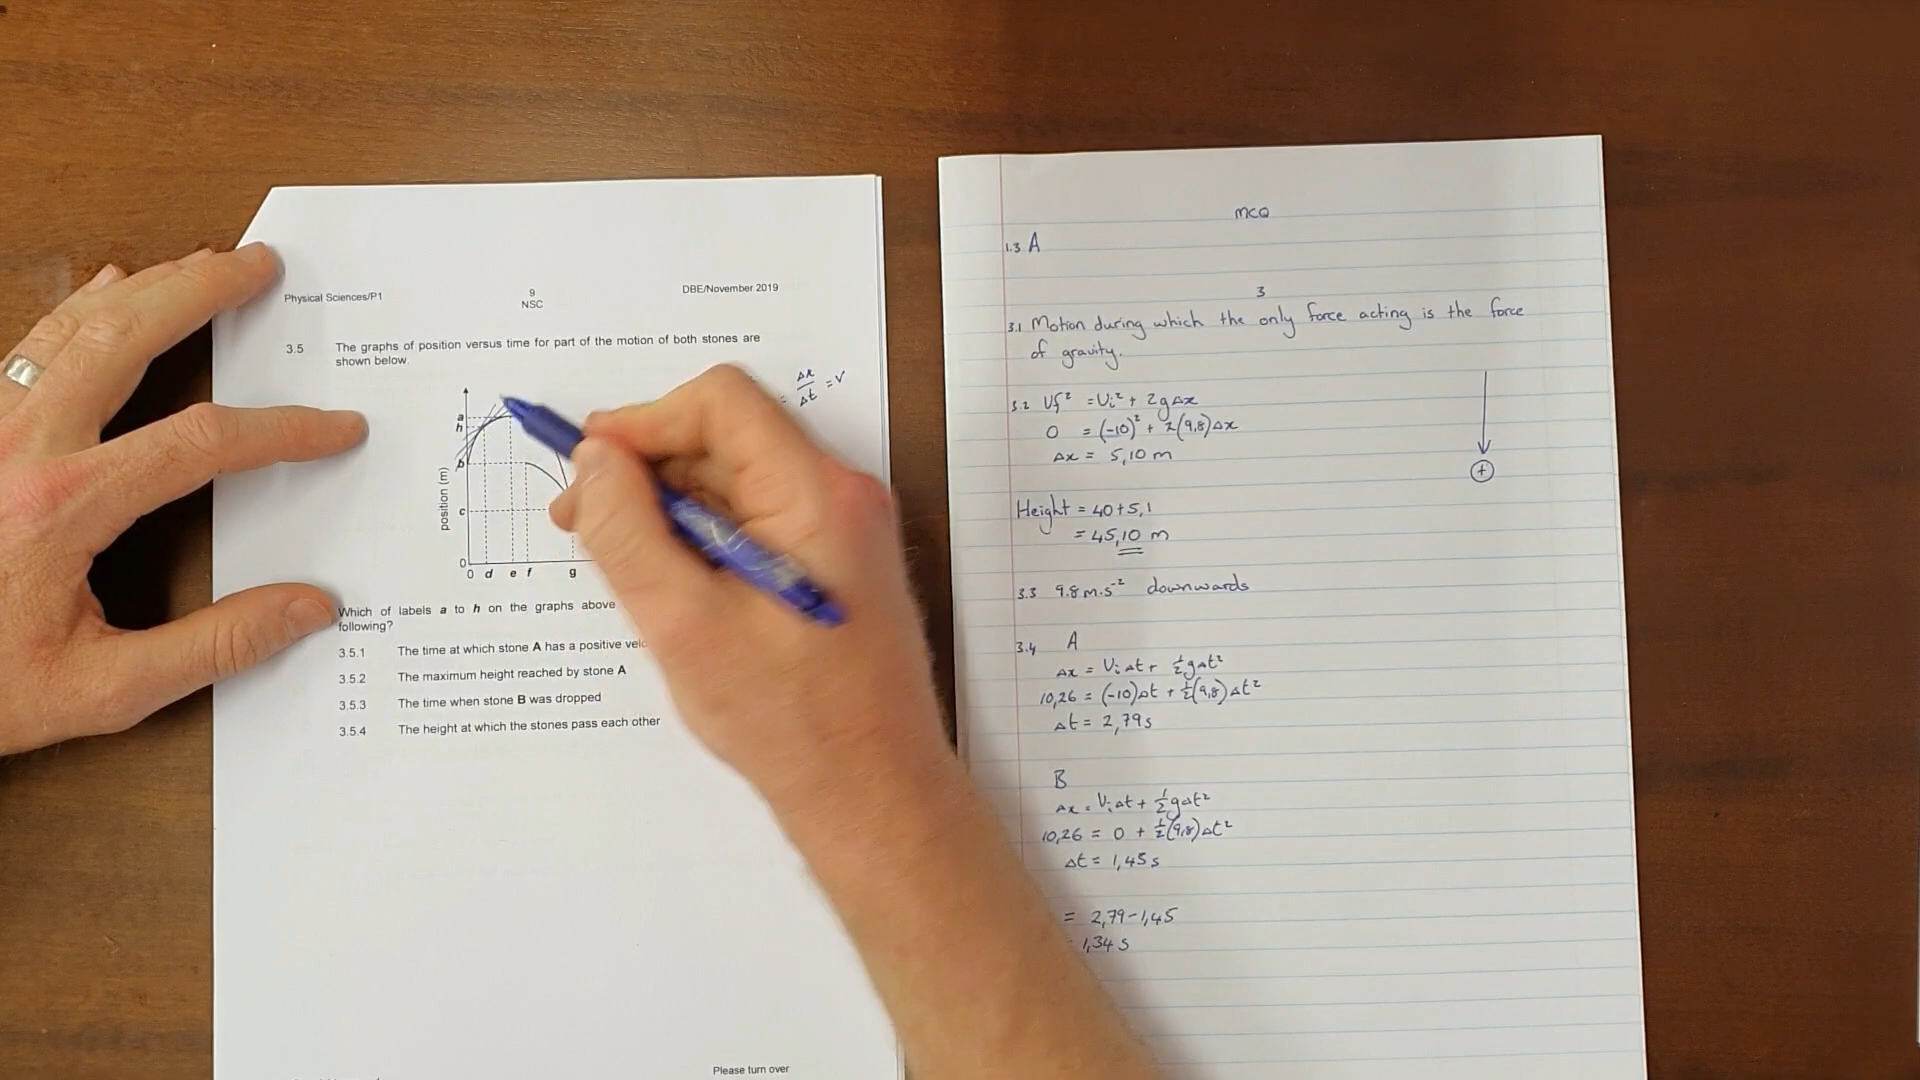 Physical Sciences/P1
9
NSC
DBE/November 2019
3.5 The graphs of position versus time for part of the motion of both stones are
shown below.
Δx
Δt
= V
=
a
h
b
c
0
position (m)
0 d e f g
Which of labels a to h on the graphs above
following?
3.5.1 The time at which stone A has a positive
3.5.2 The maximum height reached by stone A
3.5.3 The time when stone B was dropped
3.5.4 The height at which the stones pass each other
Please turn over
MCQ
1.3 A
3
3.1 Motion during which the only force acting is the force
of gravity.
3.2 Vf² = Vi² + 2gΔx
0 = (-10)² + 2(9,8)Δx
Δx = 5,10 m
+
Height = 40+5,1
= 45,10 m
3.3 9.8 m·s⁻² downwards
3.4 A
Δx = ViΔt + ½gΔt²
10,26 = (-10)Δt + ½(9,8)Δt²
Δt = 2,79s
B
Δx = ViΔt + ½gΔt²
10,26 = 0 + ½(9,8)Δt²
Δt = 1,45 s
= 2,79-1,45
1,34 s